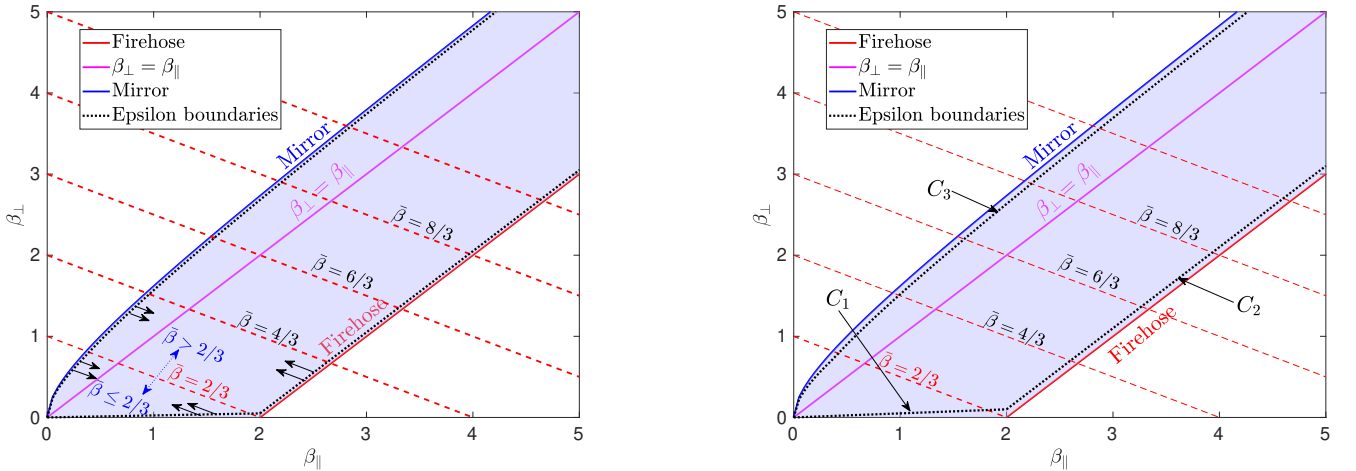 5
4
3
2
1
0
β⊥
Firehose
β⊥ = β∥
Mirror
Epsilon boundaries
Mirror
β⊥ = β∥
β̄ = 8/3
β̄ = 6/3
β̄ = 4/3
Firehose
β̄ > 2/3
β̄ = 2/3
β̄ ≤ 2/3
0 1 2 3 4 5
β∥
5
4
3
2
1
0
β⊥
Firehose
β⊥ = β∥
Mirror
Epsilon boundaries
Mirror
C3
β⊥ = β∥
β̄ = 8/3
β̄ = 6/3
C1
C2
β̄ = 4/3
Firehose
β̄ = 2/3
0 1 2 3 4 5
β∥